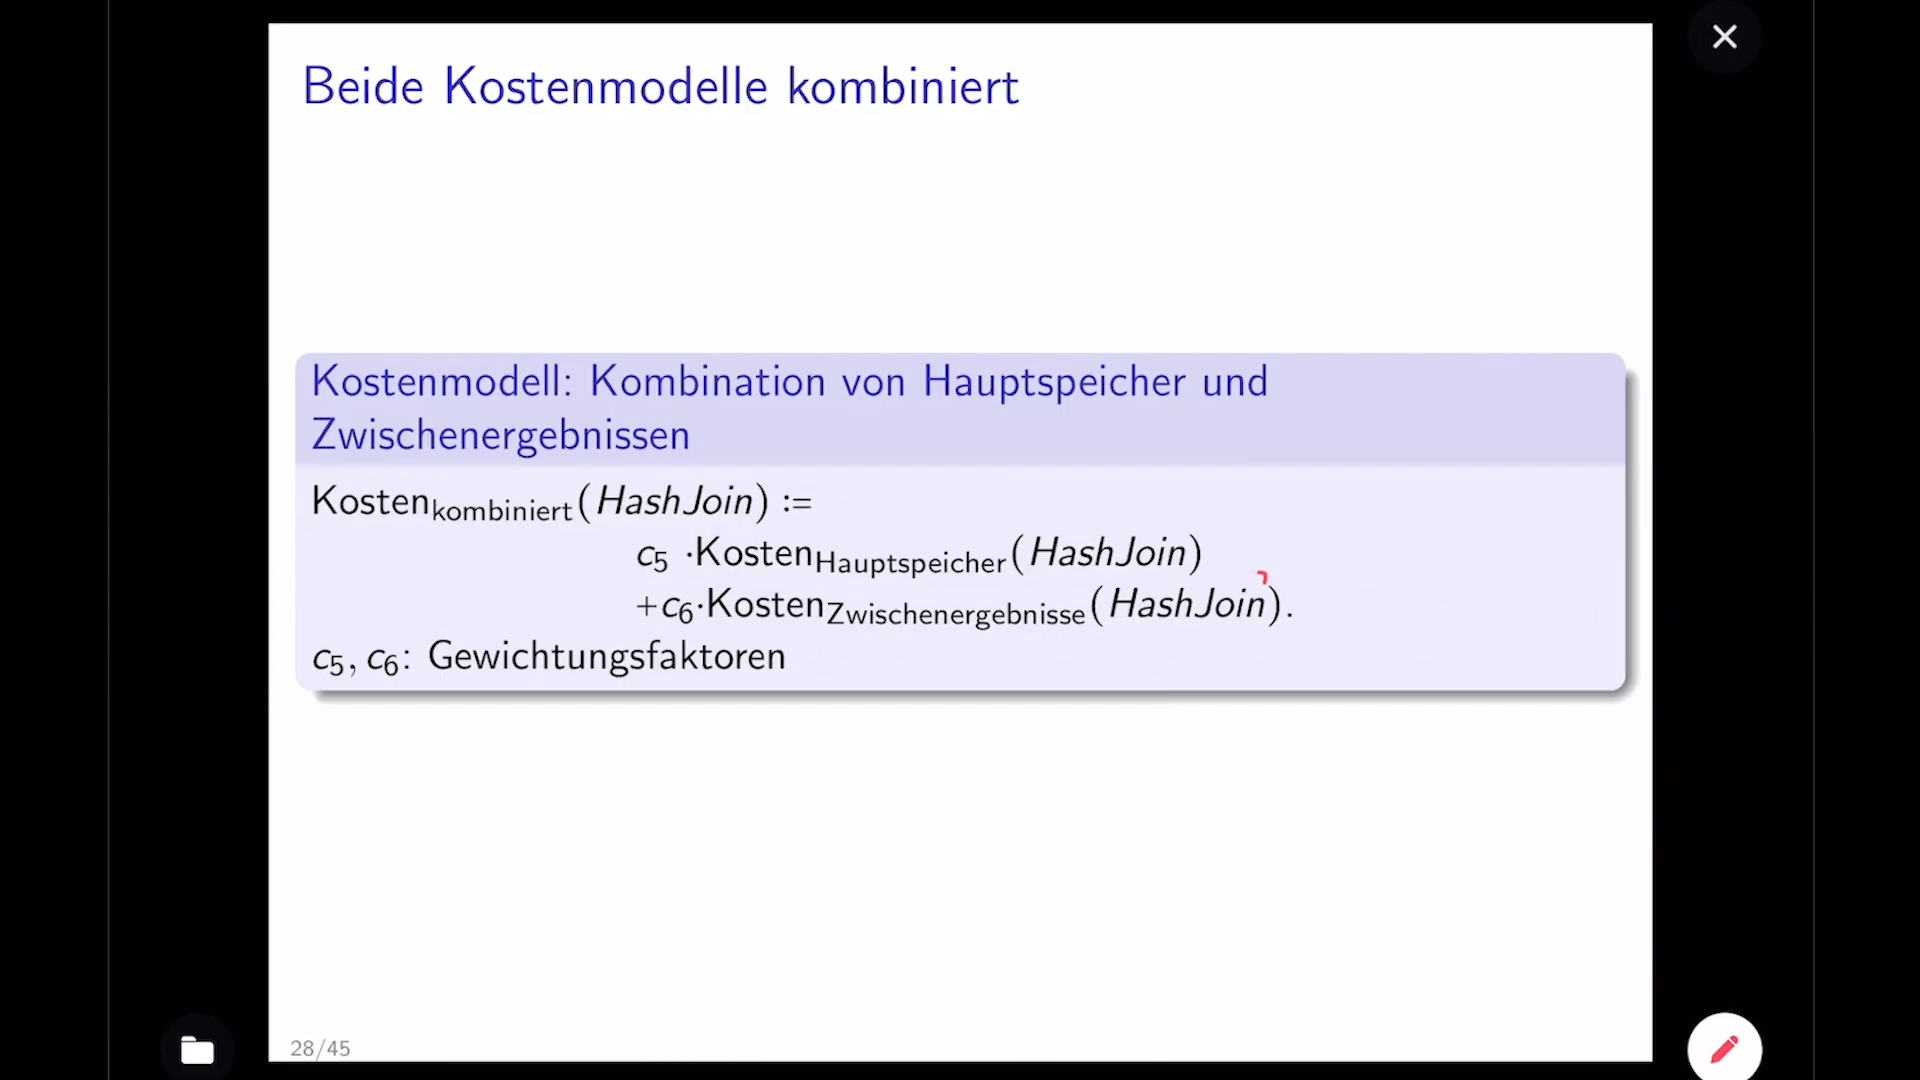 Beide Kostenmodelle kombiniert
Kostenmodell: Kombination von Hauptspeicher und
Zwischenergebnissen
Kosten_kombiniert(HashJoin) :=
c₅ ·Kosten_Hauptspeicher(HashJoin)
+c₆·Kosten_Zwischenergebnisse(HashJoin).
c₅, c₆: Gewichtungsfaktoren
28/45